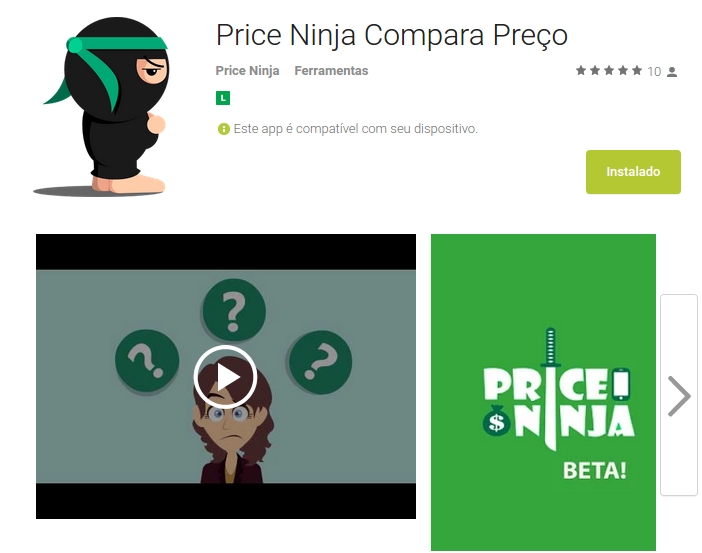 Price Ninja Compara Preço
Price Ninja Ferramentas
10
L
Este app é compatível com seu dispositivo.
Instalado
? ? ?
PRICE
$ NINJA
BETA!